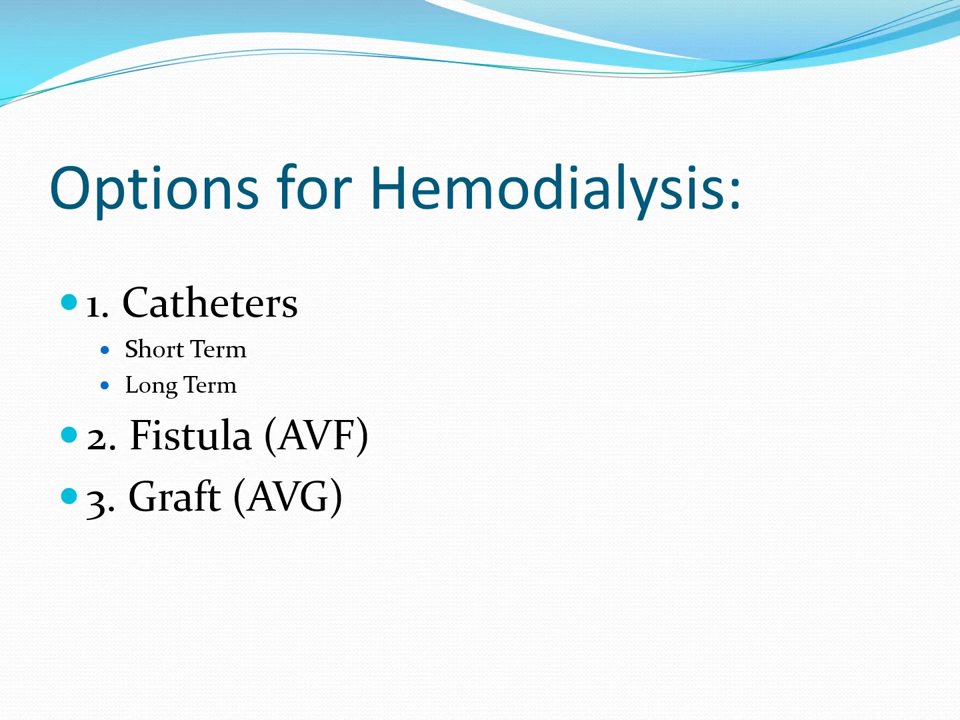 Options for Hemodialysis:
• 1. Catheters
• Short Term
• Long Term
• 2. Fistula (AVF)
• 3. Graft (AVG)